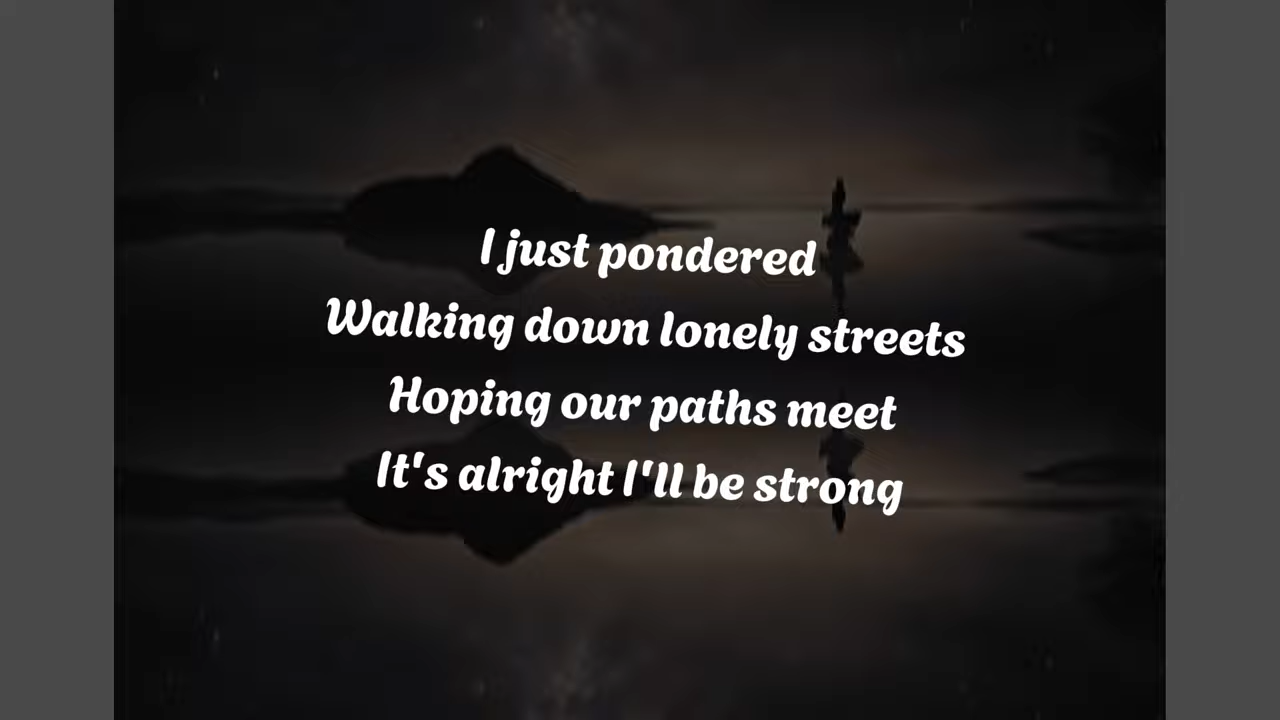 I just pondered
Walking down lonely streets
Hoping our paths meet
It's alright I'll be strong